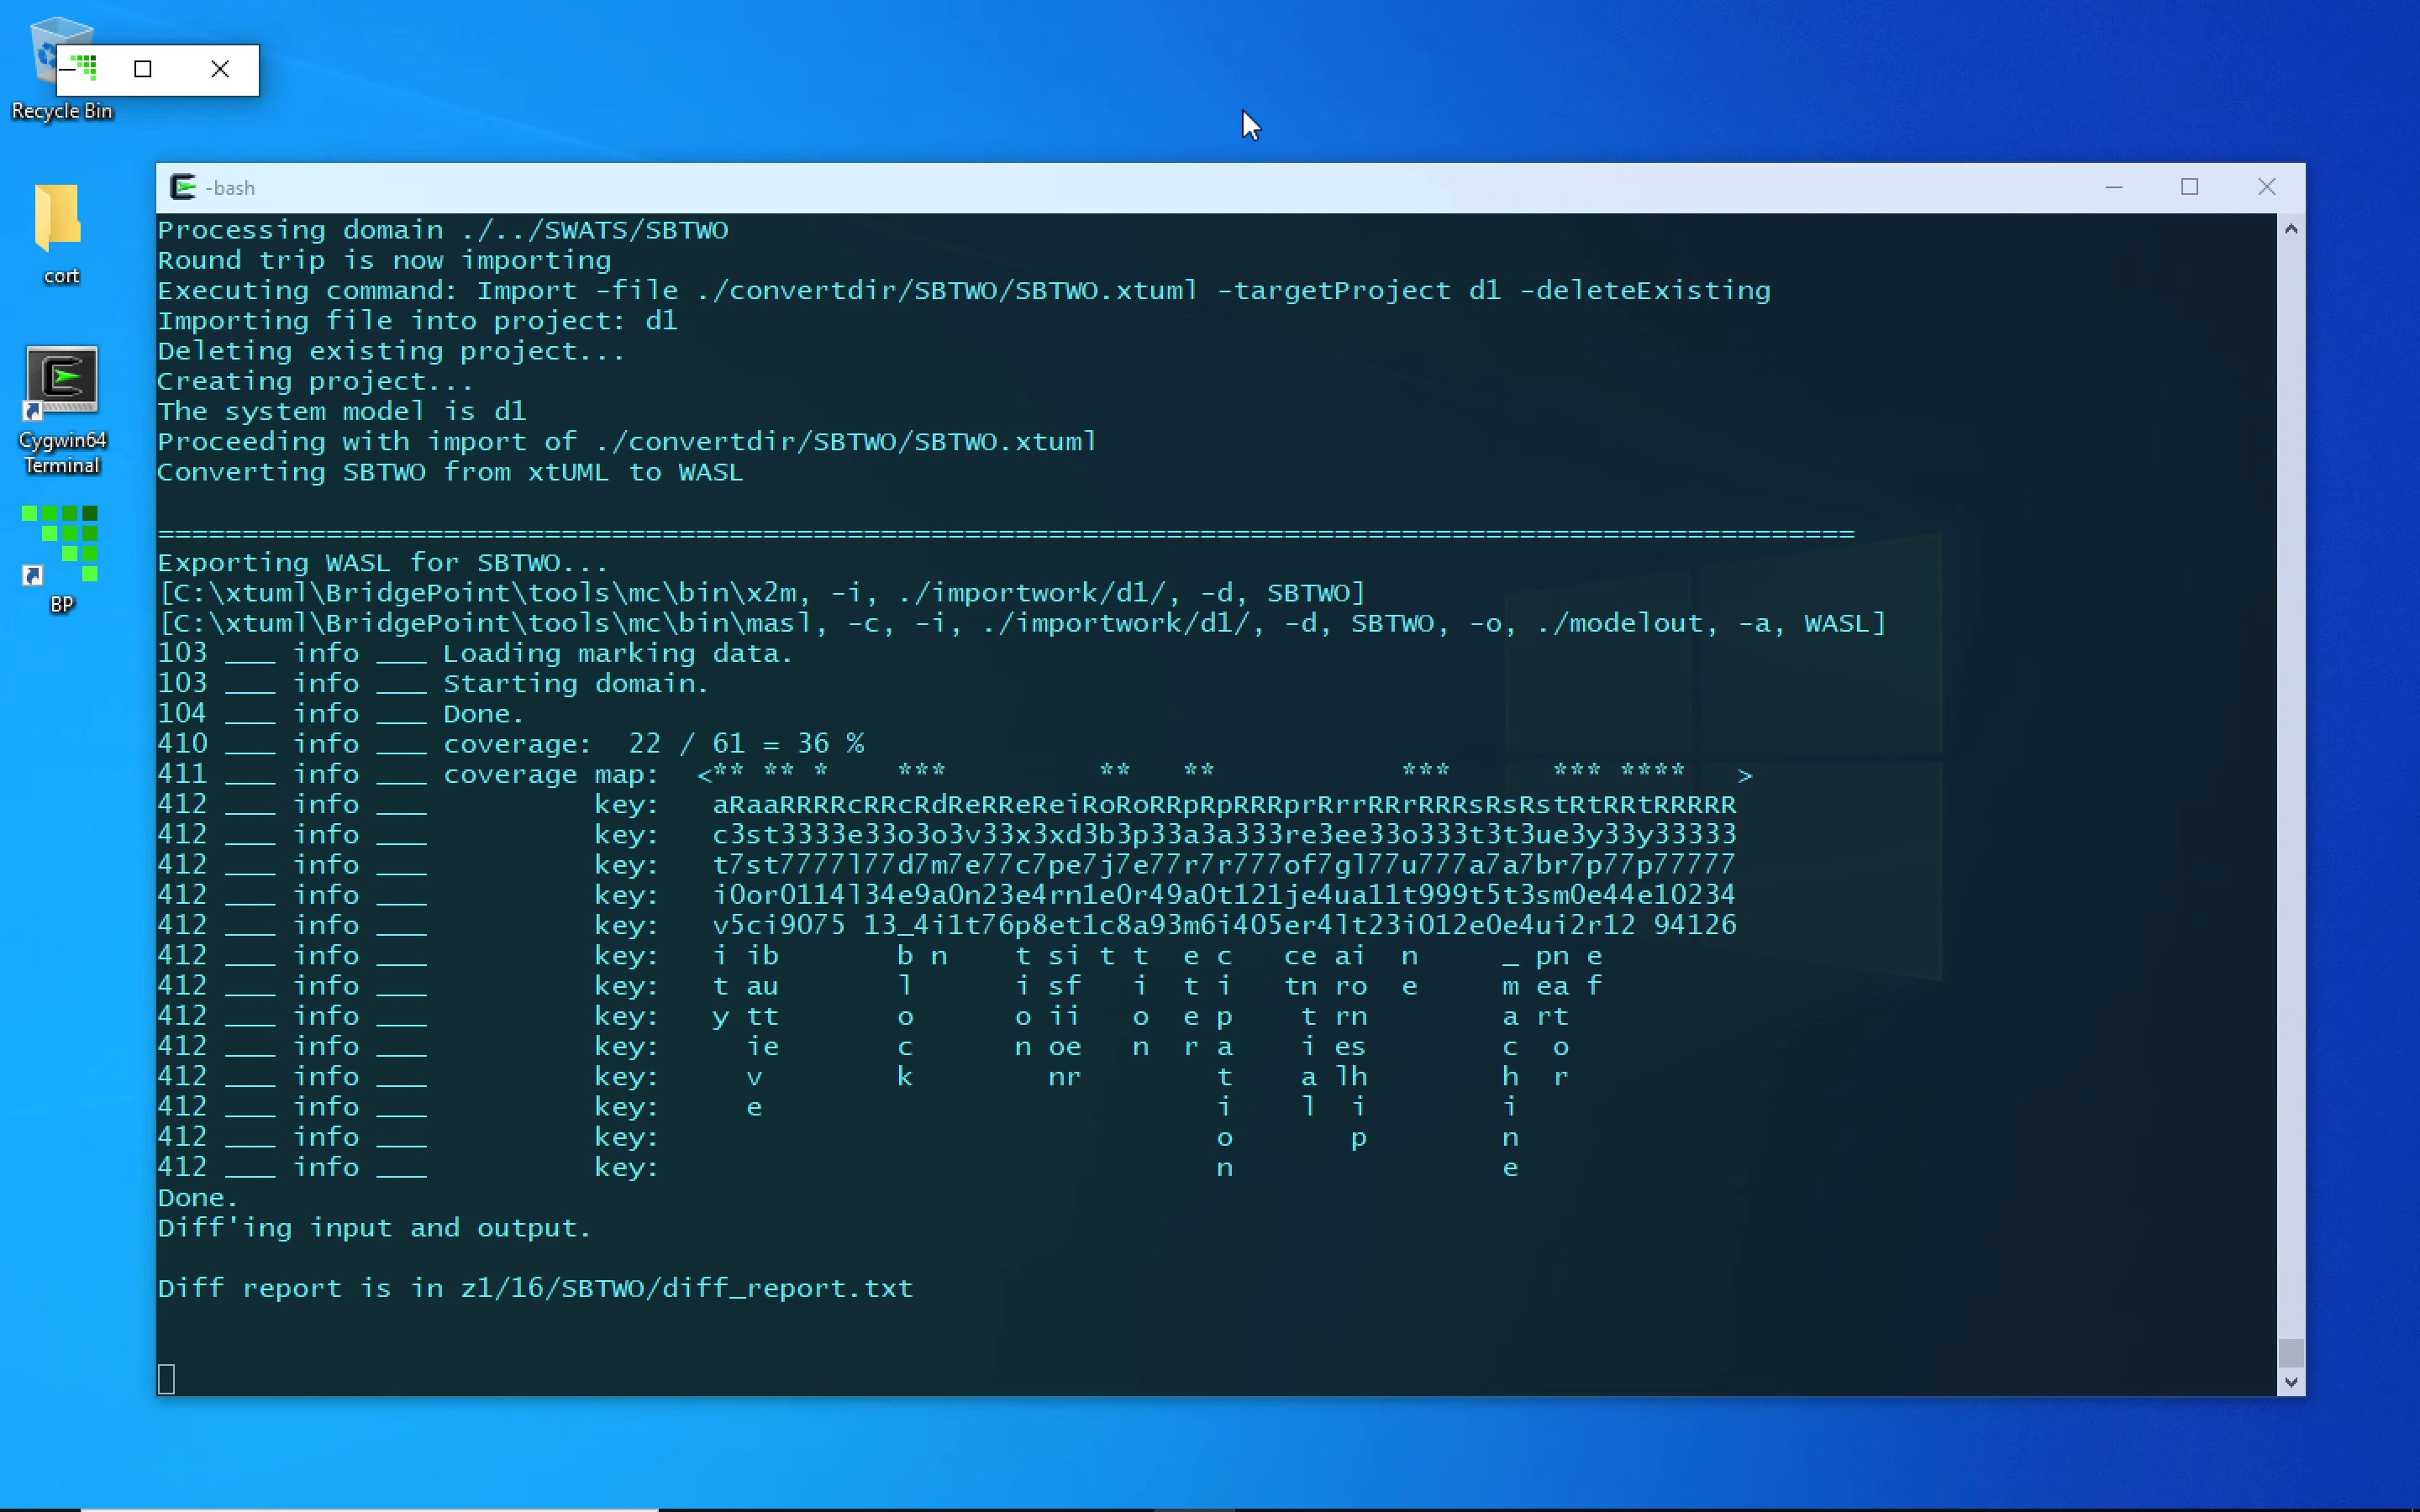 Recycle Bin
cort
Cygwin64
Terminal
BP
-bash
Processing domain ./../SWATS/SBTWO
Round trip is now importing
Executing command: Import -file ./convertdir/SBTWO/SBTWO.xtuml -targetProject d1 -deleteExisting
Importing file into project: d1
Deleting existing project...
Creating project...
The system model is d1
Proceeding with import of ./convertdir/SBTWO/SBTWO.xtuml
Converting SBTWO from xtUML to WASL
=====================================================================================================
Exporting WASL for SBTWO...
[C:\xtuml\BridgePoint\tools\mc\bin\x2m, -i, ./importwork/d1/, -d, SBTWO]
[C:\xtuml\BridgePoint\tools\mc\bin\masl, -c, -i, ./importwork/d1/, -d, SBTWO, -o, ./modelout, -a, WASL]
103 ___ info ___ Loading marking data.
103 ___ info ___ Starting domain.
104 ___ info ___ Done.
410 ___ info ___ coverage:  22 / 61 = 36 %
411 ___ info ___ coverage map:  <** ** *    ***         **   **           ***      *** ****   >
412 ___ info ___          key:   aRaaRRRRcRRcRdReRReReiRoRoRRpRpRRRprRrrRRrRRRsRsRstRtRRtRRRRR
412 ___ info ___          key:   c3st3333e33o3o3v33x3xd3b3p33a3a333re3ee33o333t3t3ue3y33y33333
412 ___ info ___          key:   t7st7777l77d7m7e77c7pe7j7e77r7r777of7gl77u777a7a7br7p77p77777
412 ___ info ___          key:   i0or0114l34e9a0n23e4rn1e0r49a0t121je4ua11t999t5t3sm0e44e10234
412 ___ info ___          key:   v5ci9075 13_4i1t76p8et1c8a93m6i405er4lt23i012e0e4ui2r12 94126
412 ___ info ___          key:   i ib       b n    t si t t  e c   ce ai  n     _ pn e
412 ___ info ___          key:   t au       l      i sf   i  t i   tn ro  e     m ea f
412 ___ info ___          key:   y tt       o      o ii   o  e p    t rn        a rt
412 ___ info ___          key:     ie       c      n oe   n  r a    i es        c  o
412 ___ info ___          key:     v        k        nr        t    a lh        h  r
412 ___ info ___          key:     e                           i    l  i        i
412 ___ info ___          key:                                 o       p        n
412 ___ info ___          key:                                 n                e
Done.
Diff'ing input and output.
Diff report is in z1/16/SBTWO/diff_report.txt